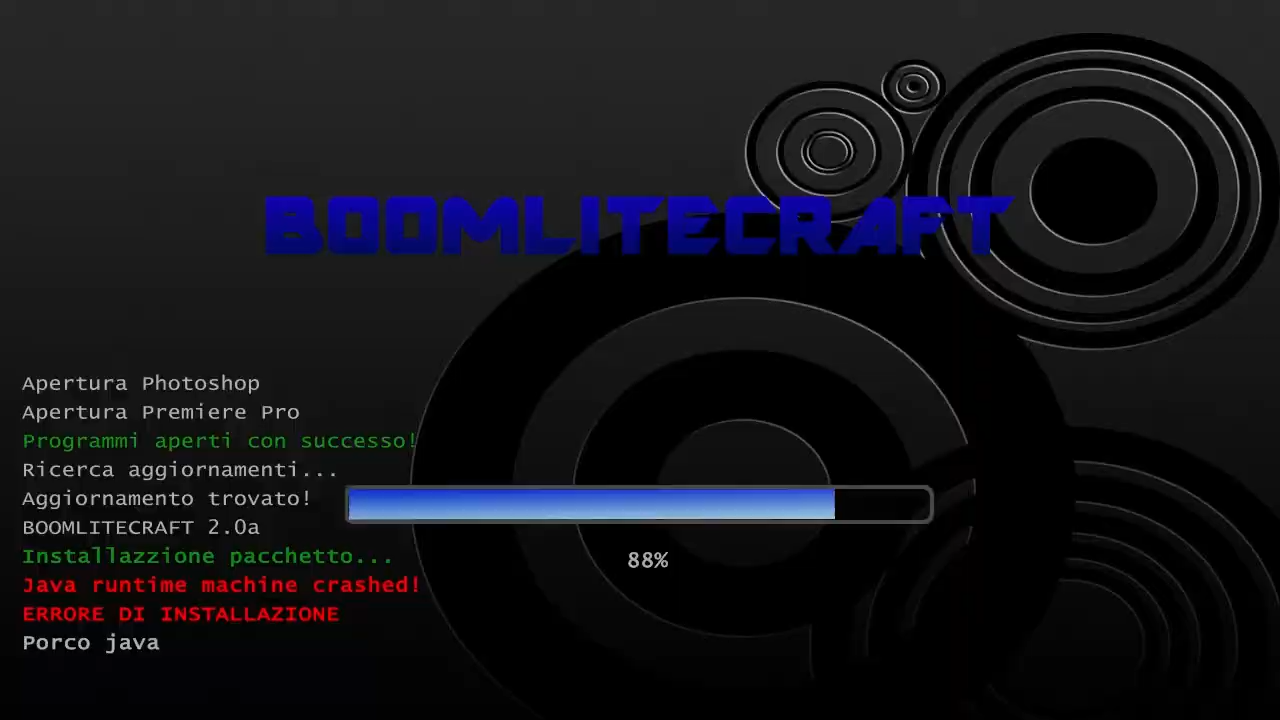 BOOMLITECRAFT
Apertura Photoshop
Apertura Premiere Pro
Programmi aperti con successo!
Ricerca aggiornamenti...
Aggiornamento trovato!
BOOMLITECRAFT 2.0a
Installazzione pacchetto...
Java runtime machine crashed!
ERRORE DI INSTALLAZIONE
Porco java
88%